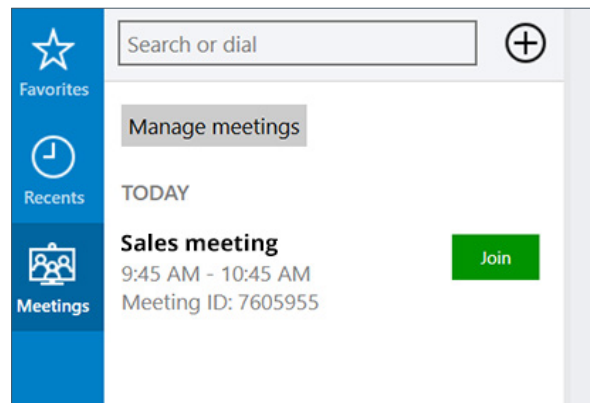 Search or dial
Favorites
Manage meetings
Recents
TODAY
Sales meeting
9:45 AM - 10:45 AM
Join
Meeting ID: 7605955
Meetings